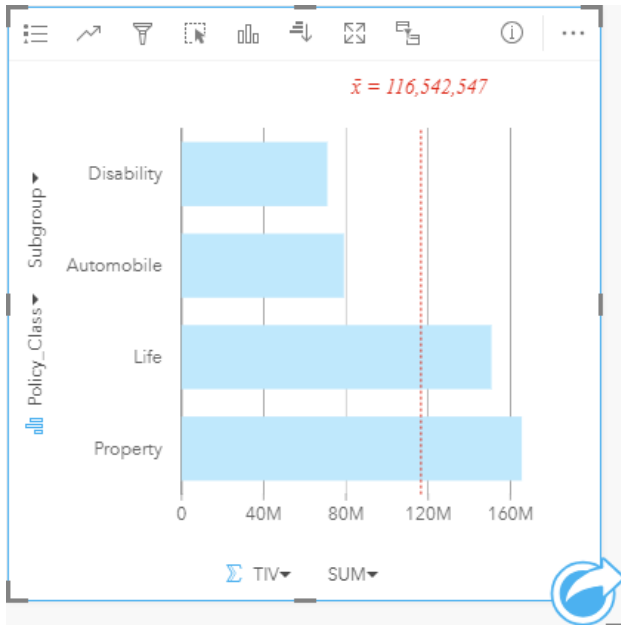 x̄ = 116,542,547
Subgroup
Policy_Class
Disability
Automobile
Life
Property
0 40M 80M 120M 160M
Σ TIV SUM